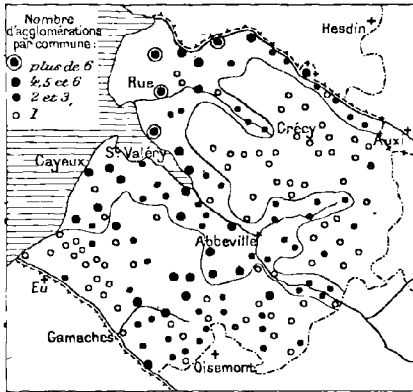 Nombre
d'agglomérations
par commune:
plus de 6
4,5 et 6
2 et 3
1
Hesdin
Rue
Crécy
Auxi
St Valéry
Cayeux
Abbeville
Eu
Gamaches
Oisemont